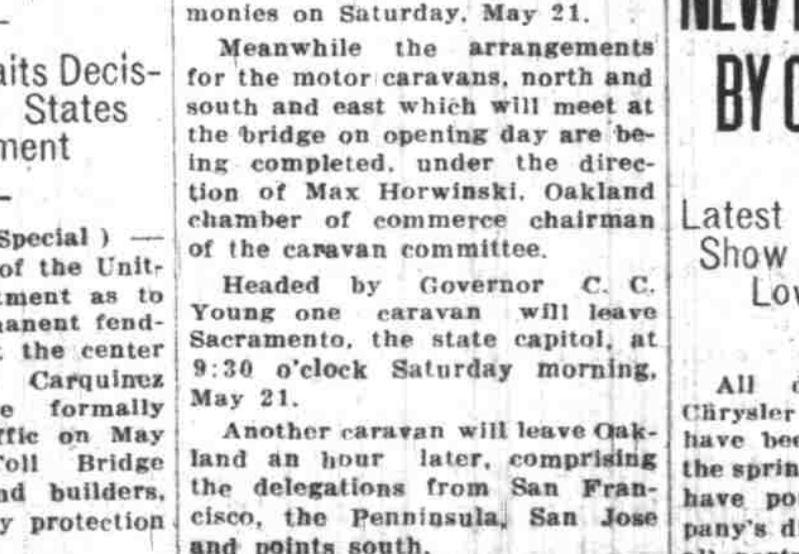 aits Decis-
States
ment
Special ) —
of the Unit-
tment as to
manent fend-
the center
Carquinez
e formally
ffic on May
Toll Bridge
nd builders,
y protection
monies on Saturday, May 21.
Meanwhile the arrangements
for the motor caravans, north and
south and east which will meet at
the bridge on opening day are be-
ing completed, under the direc-
tion of Max Horwinski, Oakland
chamber of commerce chairman
of the caravan committee.
Headed by Governor C. C.
Young one caravan will leave
Sacramento, the state capitol, at
9:30 o'clock Saturday morning,
May 21.
Another caravan will leave Oak-
land an hour later, comprising
the delegations from San Fran-
cisco, the Penninsula, San Jose
and points south.
NEW
BY
Latest
Show
Lo
All
Chrysler
have bee
the sprin
have po
pany's d